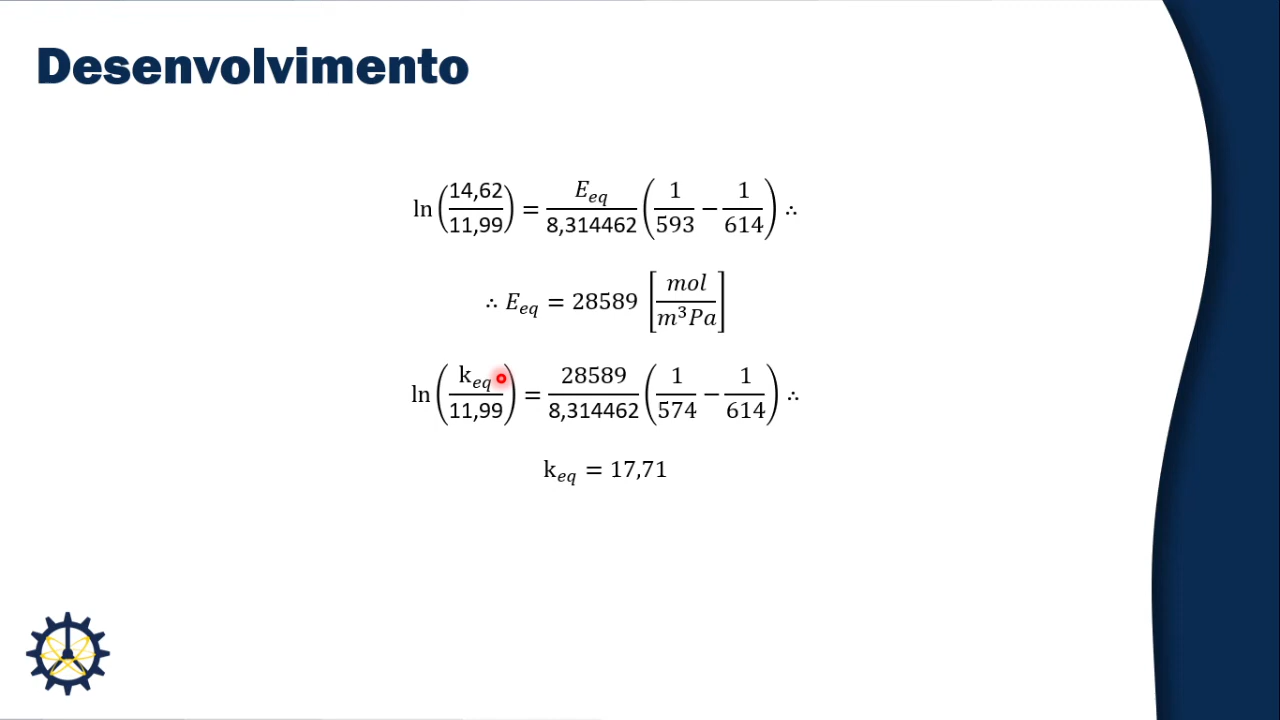 Desenvolvimento
ln(14,62/11,99) = E_eq/8,314462 (1/593 − 1/614) ∴
∴ E_eq = 28589 [mol/m³Pa]
ln(k_eq/11,99) = 28589/8,314462 (1/574 − 1/614) ∴
k_eq = 17,71